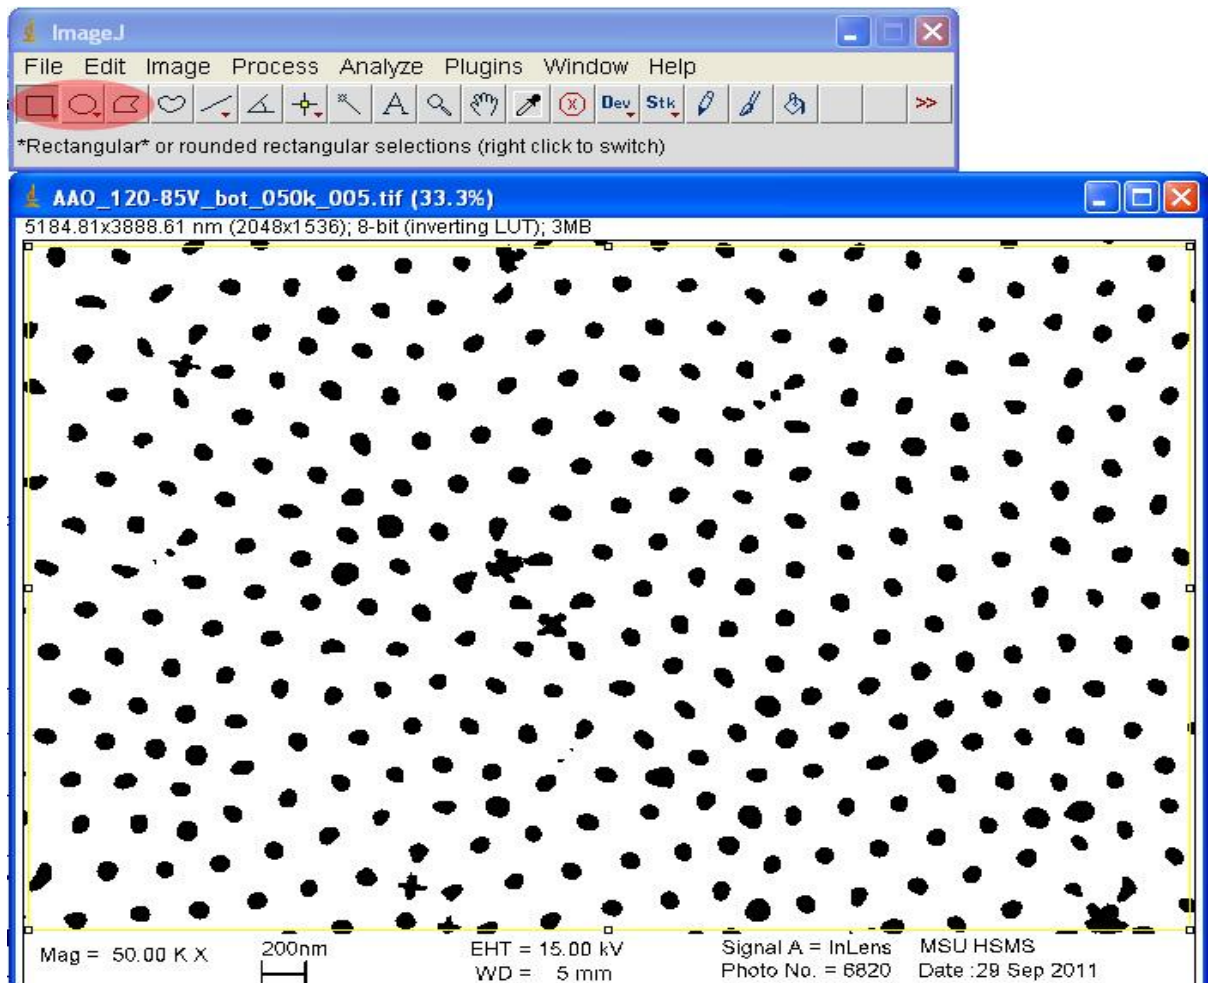 ImageJ
File Edit Image Process Analyze Plugins Window Help
A Dev Stk >>
*Rectangular* or rounded rectangular selections (right click to switch)
AAO_120-85V_bot_050k_005.tif (33.3%)
5184.81x3888.61 nm (2048x1536); 8-bit (inverting LUT); 3MB
Mag = 50.00 K X 200nm EHT = 15.00 kV Signal A = InLens MSU HSMS
WD = 5 mm Photo No. = 6820 Date :29 Sep 2011